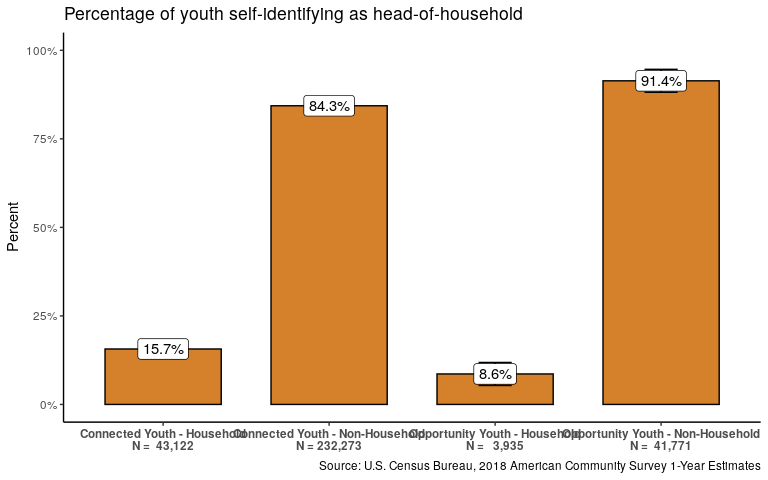 Percentage of youth self-identifying as head-of-household
Percent
100%
75%
50%
25%
0%
15.7%
84.3%
8.6%
91.4%
Connected Youth - Household
N = 43,122
Connected Youth - Non-Household
N = 232,273
Opportunity Youth - Household
N = 3,935
Opportunity Youth - Non-Household
N = 41,771
Source: U.S. Census Bureau, 2018 American Community Survey 1-Year Estimates